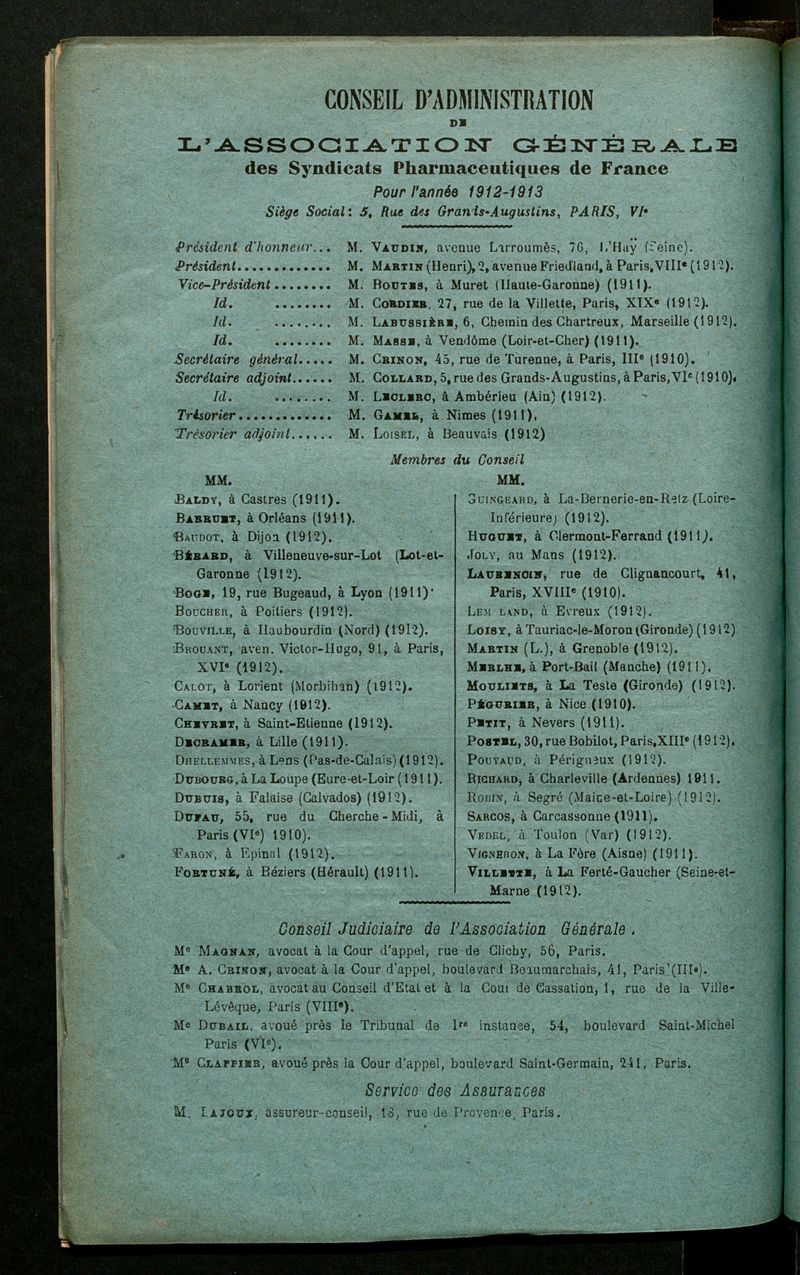 CONSEIL D'ADMINISTRATION
DE
L'ASSOCIATION GÉNÉRALE
des Syndicats Pharmaceutiques de France
Pour l'année 1912-1913
Siège Social: 5, Rue des Grands-Augustins, PARIS, VIe
Président d'honneur... M. VAUDIN, avenue Larroumès, 76, L'Haÿ (Seine).
Président............. M. MARTIN (Henri), 2, avenue Friedland, à Paris, VIIIe (1912).
Vice-Président........ M. BOUTES, à Muret (Haute-Garonne) (1911).
Id. ........ M. CORDIER, 27, rue de la Villette, Paris, XIXe (1912).
Id. ........ M. LABUSSIÈRE, 6, Chemin des Chartreux, Marseille (1912).
Id. ........ M. MASSE, à Vendôme (Loir-et-Cher) (1911).
Secrétaire général..... M. CRINON, 45, rue de Turenne, à Paris, IIIe (1910).
Secrétaire adjoint...... M. COLLARD, 5, rue des Grands-Augustins, à Paris, VIe (1910).
Id. ........ M. LECLERC, à Ambérieu (Ain) (1912).
Trésorier............. M. GAMEL, à Nimes (1911).
Trésorier adjoint...... M. LOISEL, à Beauvais (1912)
Membres du Conseil
MM.
BALDY, à Castres (1911).
BARRUET, à Orléans (1911).
BAUDOT, à Dijon (1912).
BÉRARD, à Villeneuve-sur-Lot (Lot-et-
Garonne (1912).
BOGE, 19, rue Bugeaud, à Lyon (1911)
BOUCHER, à Poitiers (1912).
BOUVILLE, à Haubourdin (Nord) (1912).
BROUANT, aven. Victor-Hugo, 91, à Paris,
XVIe (1912).
CALOT, à Lorient (Morbihan) (1912).
CAMET, à Nancy (1912).
CHEVRET, à Saint-Etienne (1912).
DECRAMER, à Lille (1911).
DHELLEMMES, à Lens (Pas-de-Calais) (1912).
DUBOURG, à La Loupe (Eure-et-Loir (1911).
DUBUIS, à Falaise (Calvados) (1912).
DUFAU, 55, rue du Cherche-Midi, à
Paris (VIe) 1910).
FARON, à Epinal (1912).
FORTUNÉ, à Béziers (Hérault) (1911).
MM.
GUINGEARD, à La-Bernerie-en-Retz (Loire-
Inférieure) (1912).
HUGUET, à Clermont-Ferrand (1911).
JOLY, au Mans (1912).
LAURENCIN, rue de Clignancourt, 41,
Paris, XVIIIe (1910).
LEM LAND, à Evreux (1912).
LOISY, à Tauriac-le-Moron (Gironde) (1912)
MARTIN (L.), à Grenoble (1912).
MESLHE, à Port-Bail (Manche) (1911).
MOULIETS, à La Teste (Gironde) (1912).
PÉGURIER, à Nice (1910).
PETIT, à Nevers (1911).
POSTEL, 30, rue Bobilot, Paris, XIIIe (1912).
POUYAUD, à Périgueux (1912).
RICHARD, à Charleville (Ardennes) 1911.
ROBIN, à Segré (Maine-et-Loire) (1912).
SARCOS, à Carcassonne (1911).
VEDEL, à Toulon (Var) (1912).
VIGNERON, à La Fère (Aisne) (1911).
VILLETTE, à La Ferté-Gaucher (Seine-et-
Marne (1912).
Conseil Judiciaire de l'Association Générale.
Me MAGNAN, avocat à la Cour d'appel, rue de Clichy, 56, Paris.
Me A. CRINON, avocat à la Cour d'appel, boulevard Beaumarchais, 41, Paris (IIIe).
Me CHABROL, avocat au Conseil d'Etat et à la Cour de Cassation, 1, rue de la Ville-
Lévêque, Paris (VIIIe).
Me DUBAIL, avoué près le Tribunal de 1re instance, 54, boulevard Saint-Michel
Paris (VIe).
Me CLAPPIER, avoué près la Cour d'appel, boulevard Saint-Germain, 241, Paris.
Service des Assurances
M. LAJOUX, assureur-conseil, 18, rue de Provence, Paris.